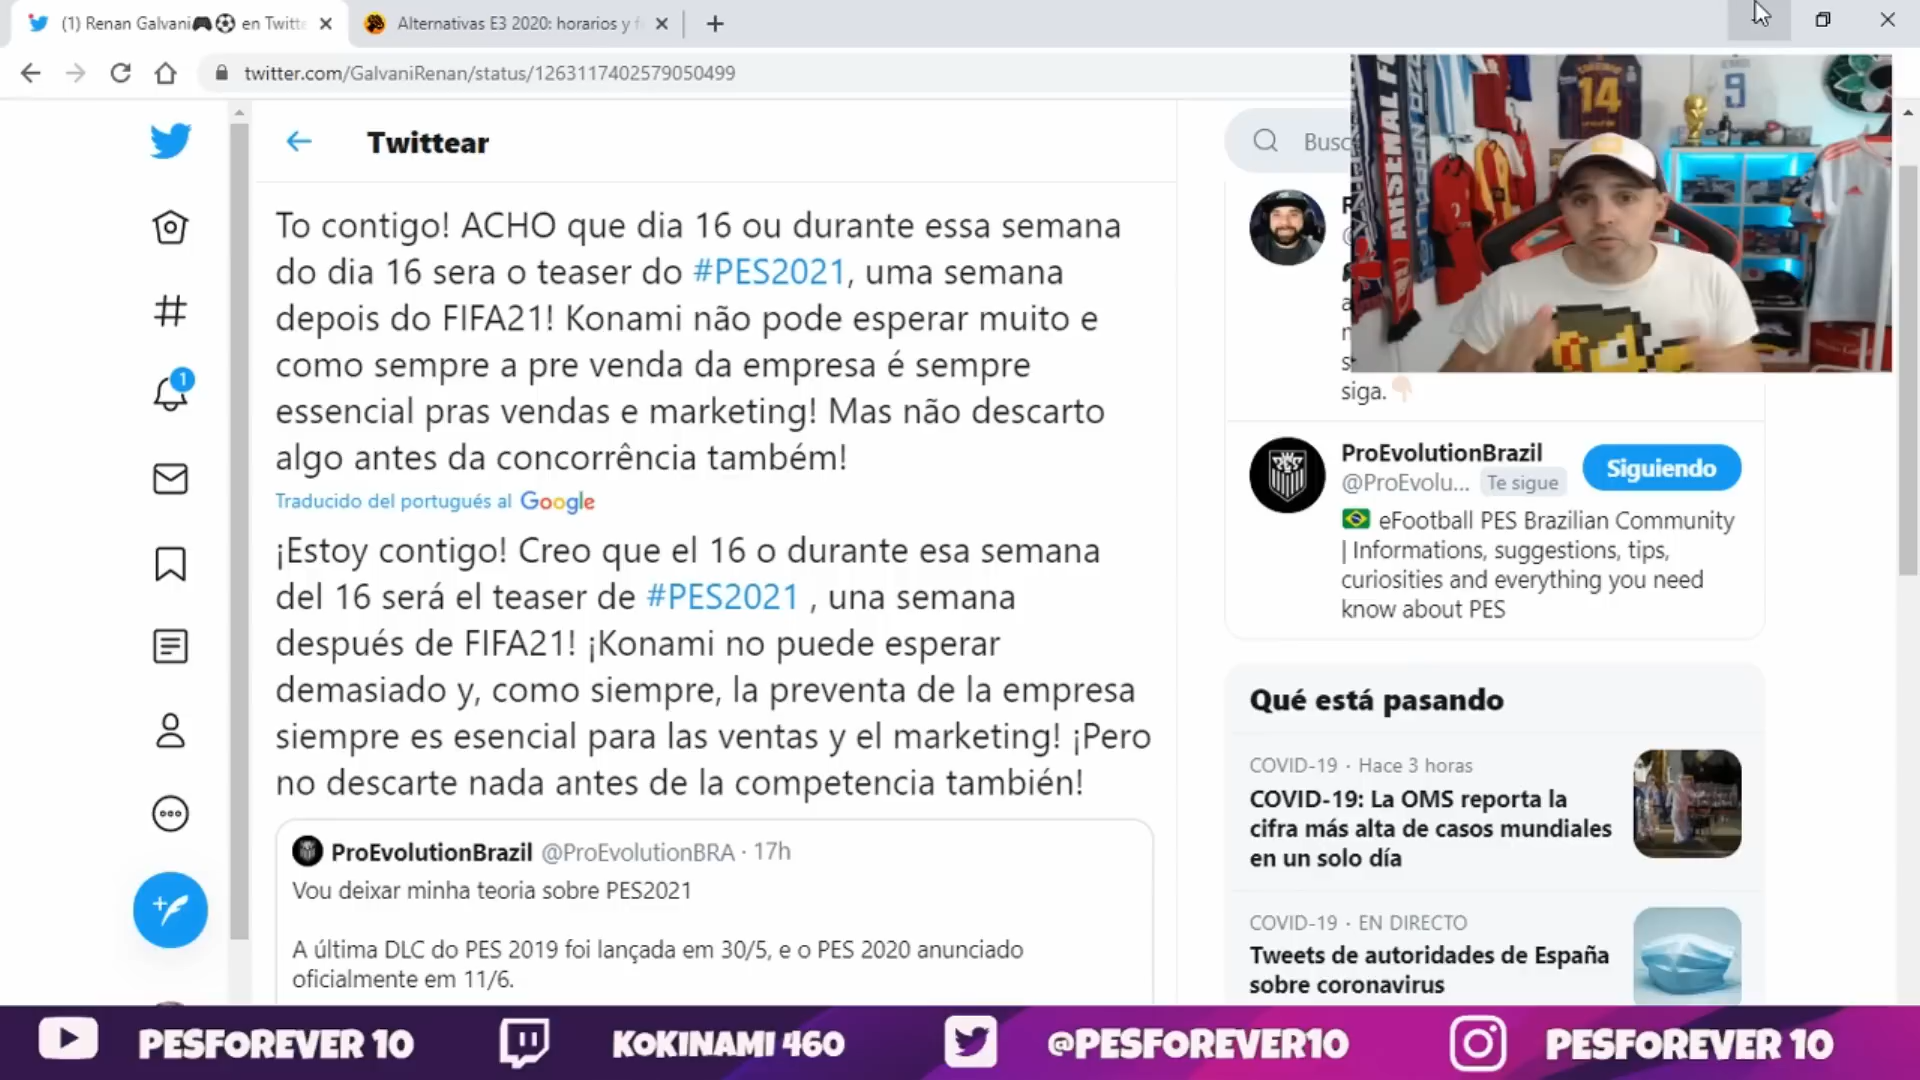 (1) Renan Galvani🎮⚽ en Twitte
Alternativas E3 2020: horarios y f
twitter.com/GalvaniRenan/status/1263117402579050499
Twittear
Busc
To contigo! ACHO que dia 16 ou durante essa semana
do dia 16 sera o teaser do #PES2021, uma semana
depois do FIFA21! Konami não pode esperar muito e
como sempre a pre venda da empresa é sempre
essencial pras vendas e marketing! Mas não descarto
algo antes da concorrência também!
Traducido del portugués al Google
¡Estoy contigo! Creo que el 16 o durante esa semana
del 16 será el teaser de #PES2021 , una semana
después de FIFA21! ¡Konami no puede esperar
demasiado y, como siempre, la preventa de la empresa
siempre es esencial para las ventas y el marketing! ¡Pero
no descarte nada antes de la competencia también!
ProEvolutionBrazil @ProEvolutionBRA · 17h
Vou deixar minha teoria sobre PES2021
A última DLC do PES 2019 foi lançada em 30/5, e o PES 2020 anunciado
oficialmente em 11/6.
1
siga.👇🏻
ProEvolutionBrazil
@ProEvolu... Te sigue
Siguiendo
🇧🇷 eFootball PES Brazilian Community
| Informations, suggestions, tips,
curiosities and everything you need
know about PES
Qué está pasando
COVID-19 · Hace 3 horas
COVID-19: La OMS reporta la
cifra más alta de casos mundiales
en un solo día
COVID-19 · EN DIRECTO
Tweets de autoridades de España
sobre coronavirus
ARSENAL F
14
9
PESFOREVER 10
KOKINAMI 460
@PESFOREVER10
PESFOREVER 10